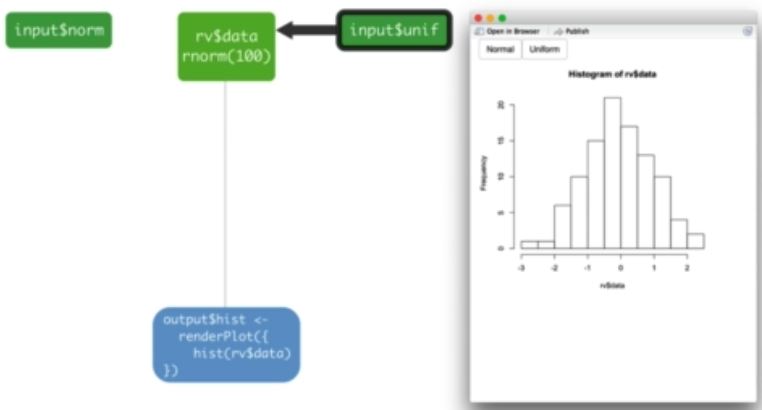 input$norm
rv$data
rnorm(100)
input$unif
output$hist <-
renderPlot({
hist(rv$data)
})
Open in Browser
Publish
Normal
Uniform
Histogram of rv$data
Frequency
20
15
10
5
0
-3 -2 -1 0 1 2
rv$data